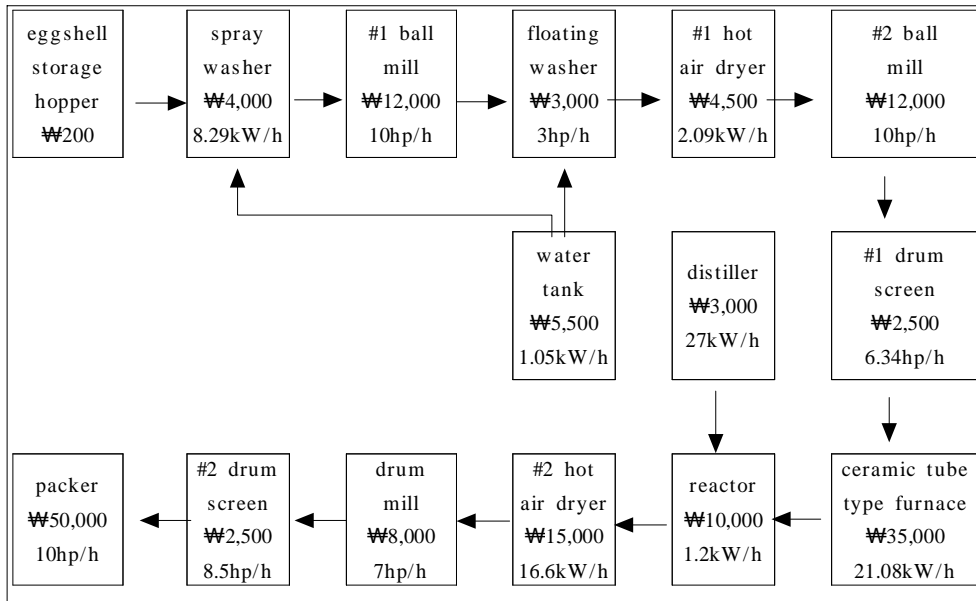 eggshell
storage
hopper
₩200
spray
washer
₩4,000
8.29kW/h
#1 ball
mill
₩12,000
10hp/h
floating
washer
₩3,000
3hp/h
#1 hot
air dryer
₩4,500
2.09kW/h
#2 ball
mill
₩12,000
10hp/h
water
tank
₩5,500
1.05kW/h
distiller
₩3,000
27kW/h
#1 drum
screen
₩2,500
6.34hp/h
packer
₩50,000
10hp/h
#2 drum
screen
₩2,500
8.5hp/h
drum
mill
₩8,000
7hp/h
#2 hot
air dryer
₩15,000
16.6kW/h
reactor
₩10,000
1.2kW/h
ceramic tube
type furnace
₩35,000
21.08kW/h